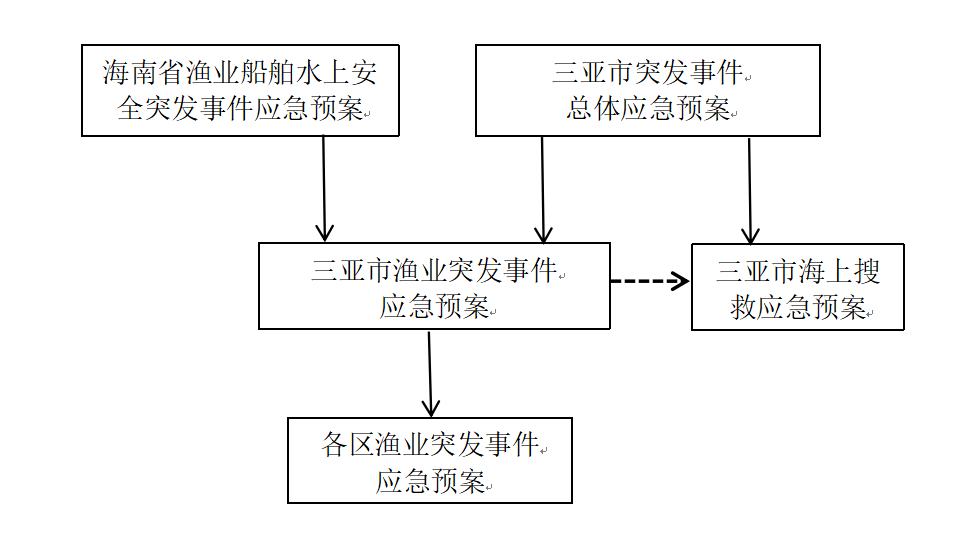 海南省渔业船舶水上安
全突发事件应急预案
三亚市突发事件
总体应急预案
三亚市渔业突发事件
应急预案
三亚市海上搜
救应急预案
各区渔业突发事件
应急预案